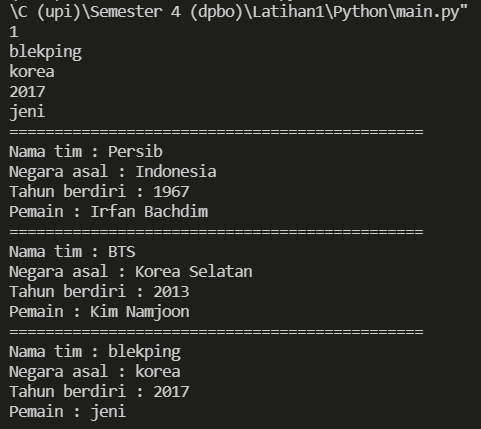 \C (upi)\Semester 4 (dpbo)\Latihan1\Python\main.py"
1
blekping
korea
2017
jeni
==============================================
Nama tim : Persib
Negara asal : Indonesia
Tahun berdiri : 1967
Pemain : Irfan Bachdim
==============================================
Nama tim : BTS
Negara asal : Korea Selatan
Tahun berdiri : 2013
Pemain : Kim Namjoon
==============================================
Nama tim : blekping
Negara asal : korea
Tahun berdiri : 2017
Pemain : jeni